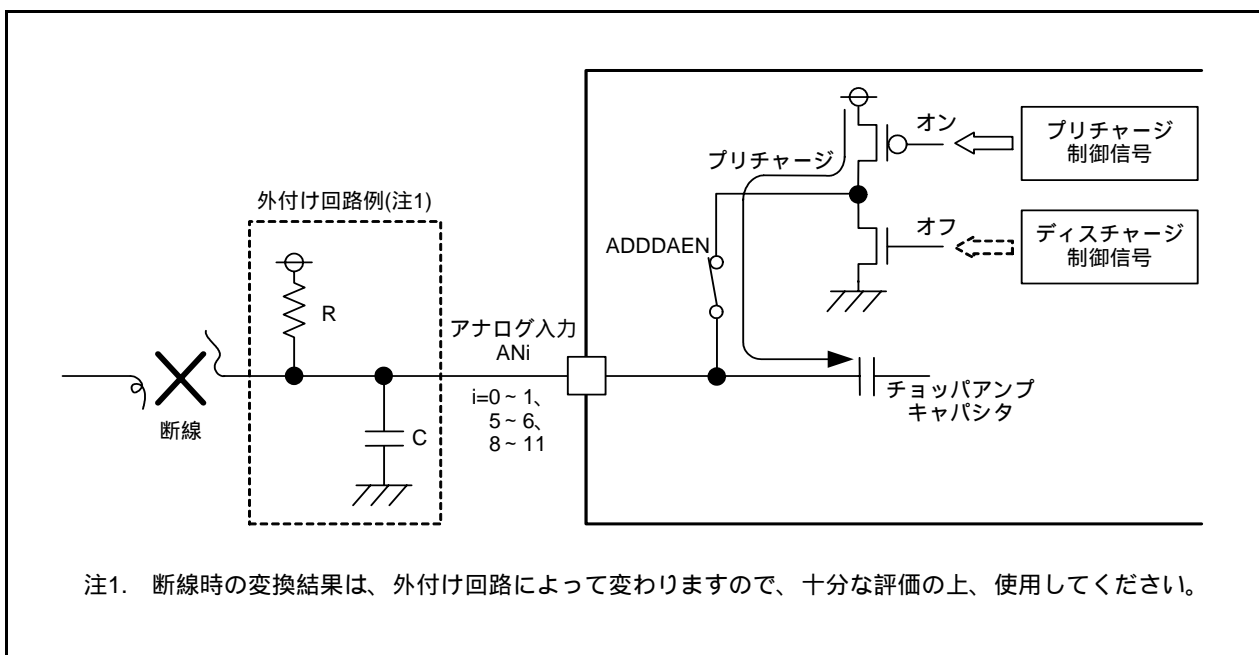 オン
プリチャージ
制御信号
プリチャージ
外付け回路例(注1)
オフ
ディスチャージ
制御信号
ADDDAEN
R
アナログ入力
ANi
i=0～1、
5～6、
8～11
チョッパアンプ
キャパシタ
断線
C
注1. 断線時の変換結果は、外付け回路によって変わりますので、十分な評価の上、使用してください。